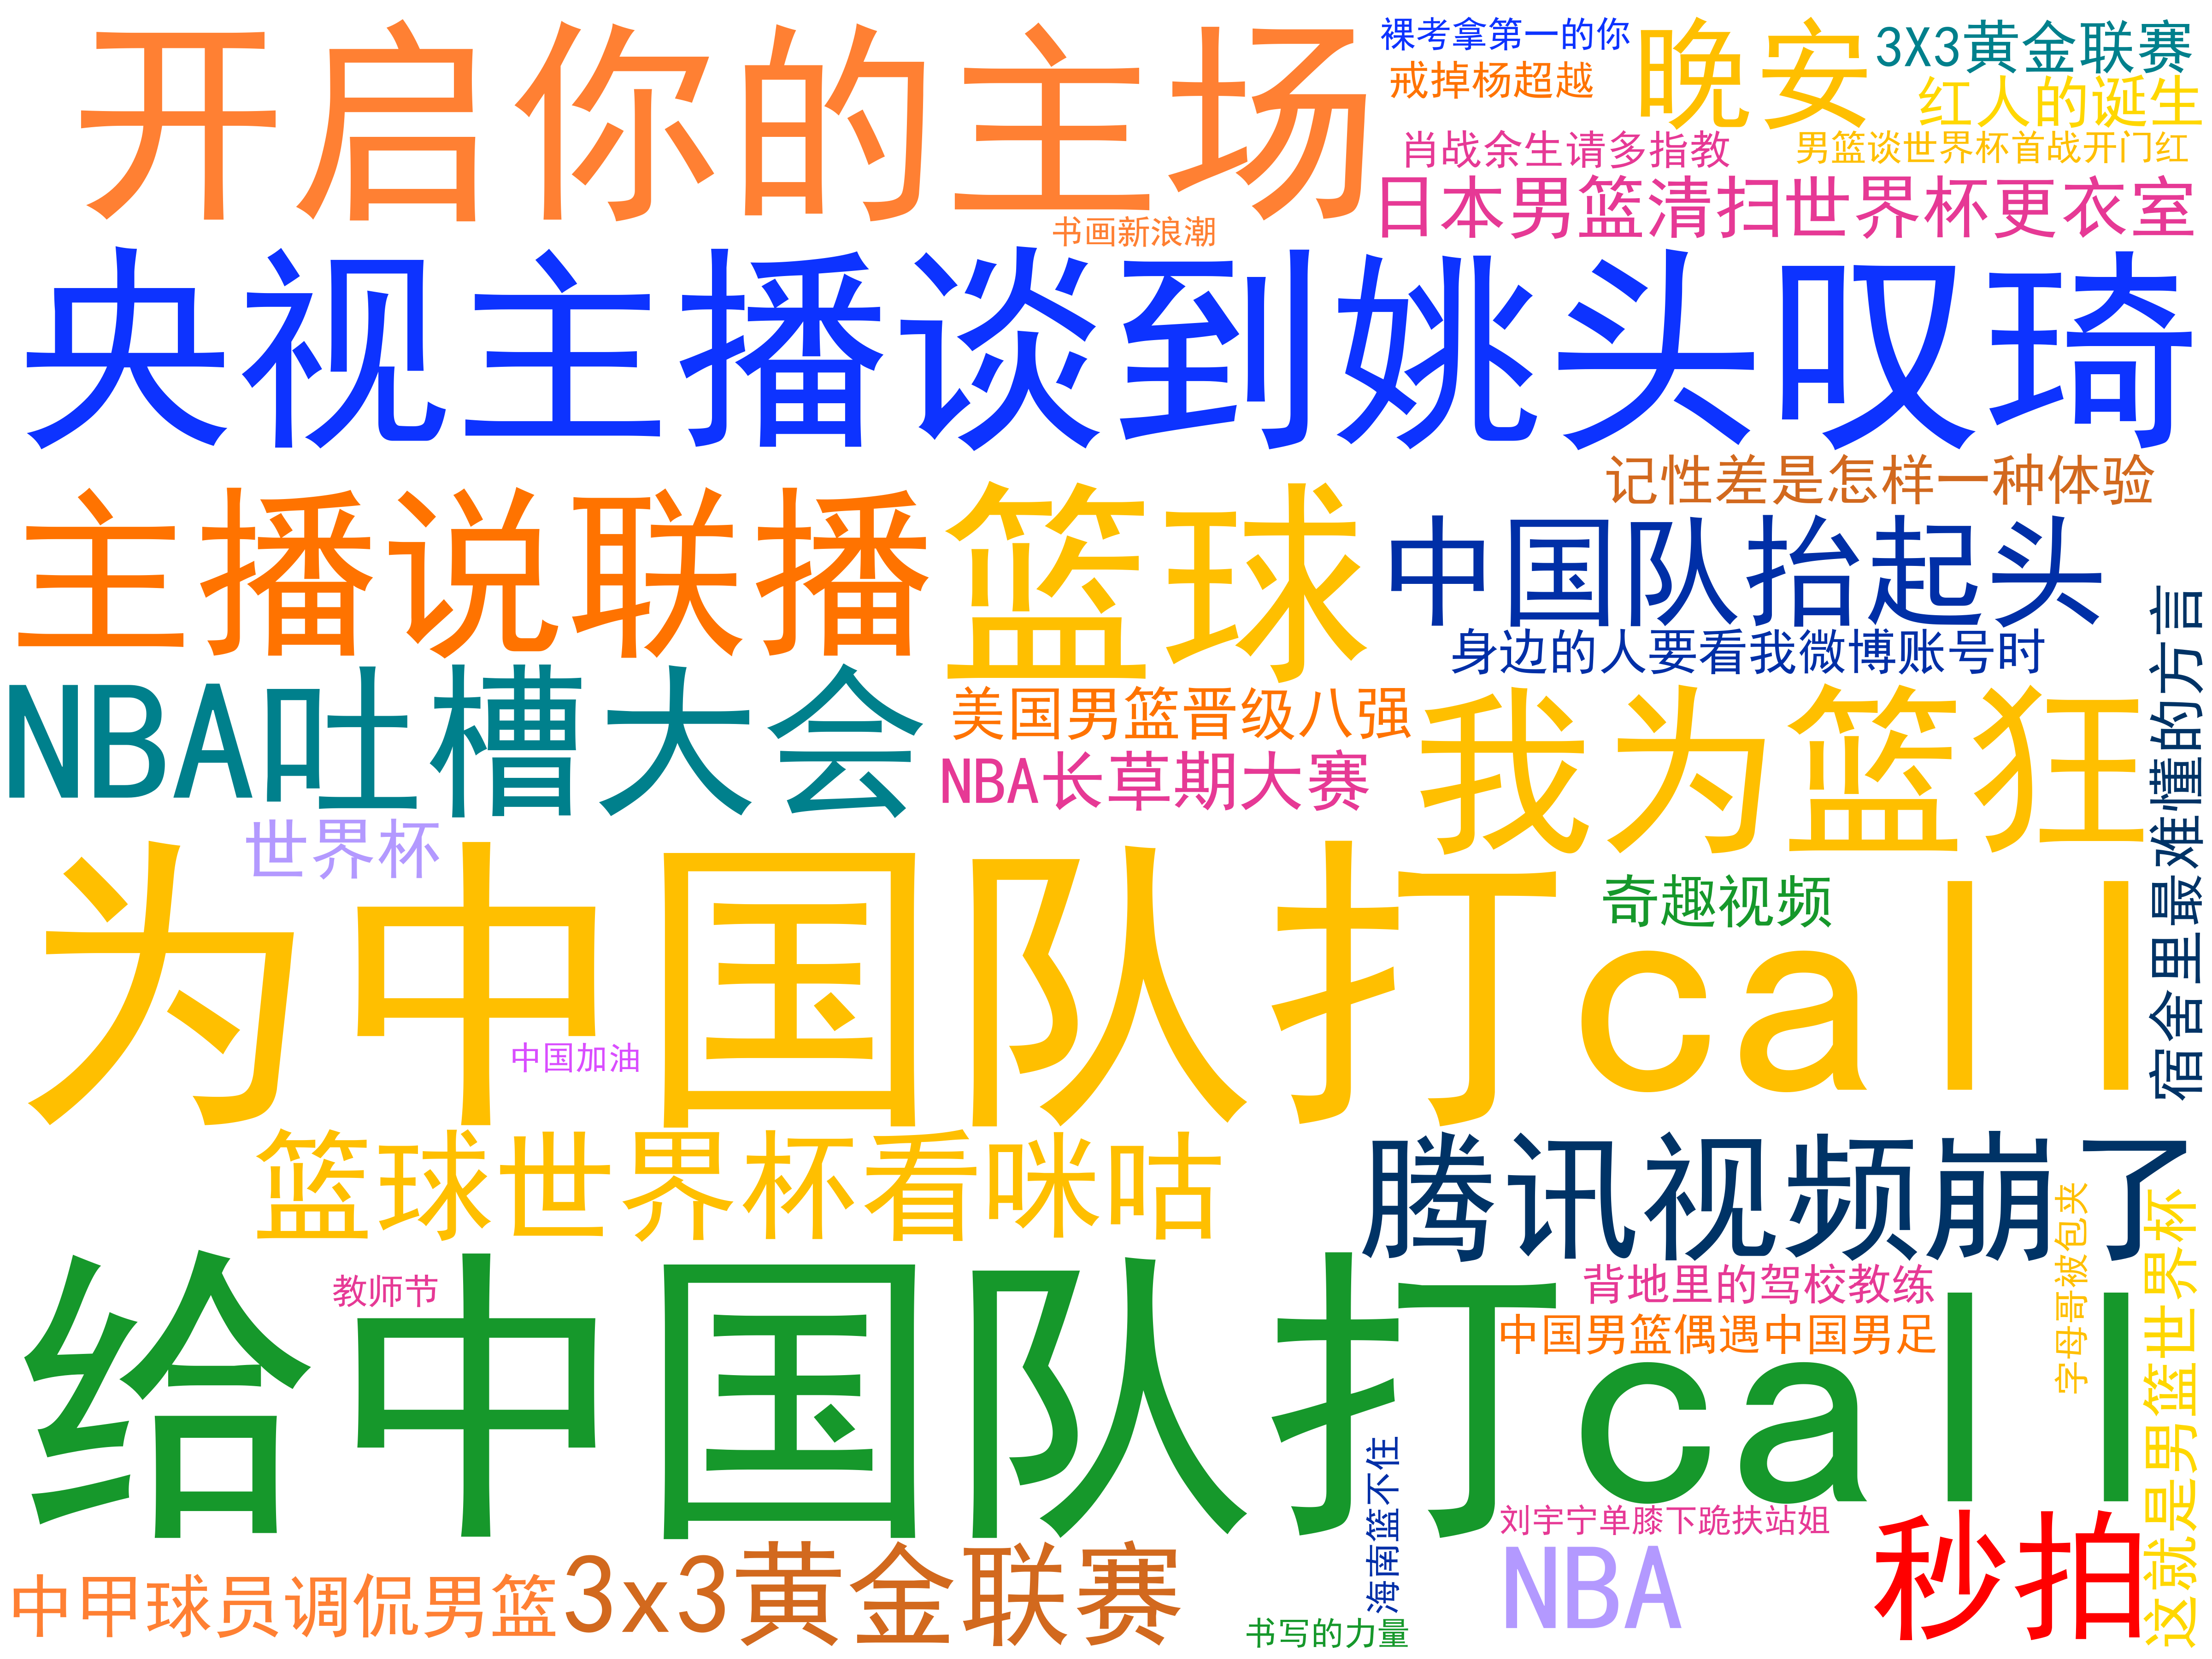 开启你的主场
裸考拿第一的你
晚安
3X3黄金联赛
戒掉杨超越
红人的诞生
肖战余生请多指教
男篮谈世界杯首战开门红
日本男篮清扫世界杯更衣室
书画新浪潮
央视主播谈到姚头叹琦
记性差是怎样一种体验
主播说联播
篮球
中国队抬起头
身边的人要看我微博账号时
宿舍里最难懂的方言
NBA吐槽大会
美国男篮晋级八强
我为篮狂
NBA长草期大赛
世界杯
为中国队打call
奇趣视频
中国加油
篮球世界杯看咪咕
腾讯视频崩了
字母哥被包夹
这就是男篮世界杯
给中国队打call
教师节
背地里的驾校教练
中国男篮偶遇中国男足
海南篮不住
刘宇宁单膝下跪扶站姐
中甲球员调侃男篮
3x3黄金联赛
NBA
秒拍
书写的力量